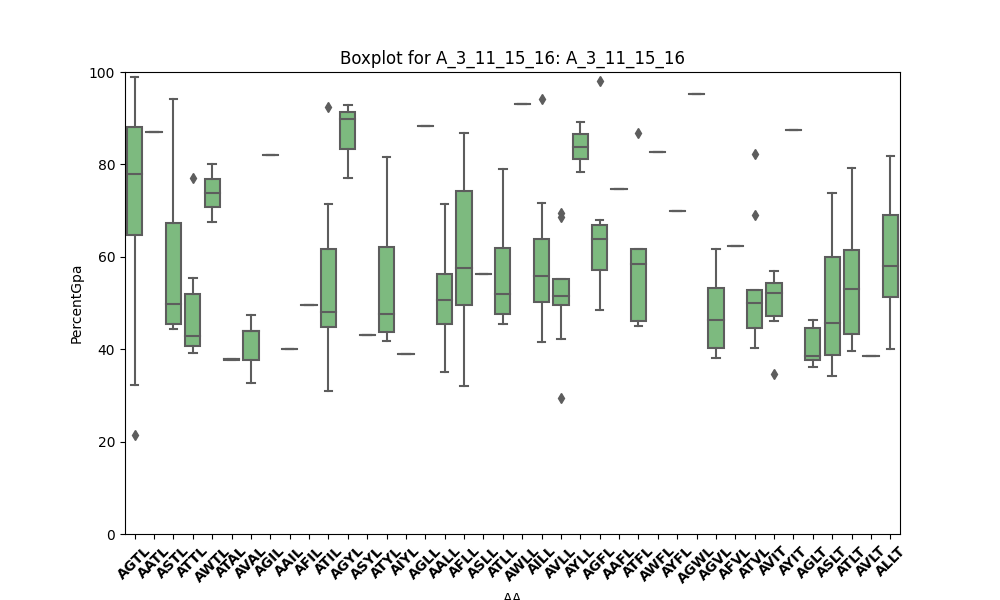 Boxplot for A_3_11_15_16: A_3_11_15_16
100
80
60
40
20
0
PercentGpa
AGTL AATL ASTL ATTL AWTL ATAL AVAL AGIL AAIL AFIL ATIL AGYL ASYL ATYL AIYL AGLL AALL AFLL ASLL ATLL AWLL AILL AVLL AYLL AGFL AAFL ATFL AWFL AYFL AGWL AGVL AFVL ATVL AVIT AYIT AGLT ASLT ATLT AVLT ALLT
AA